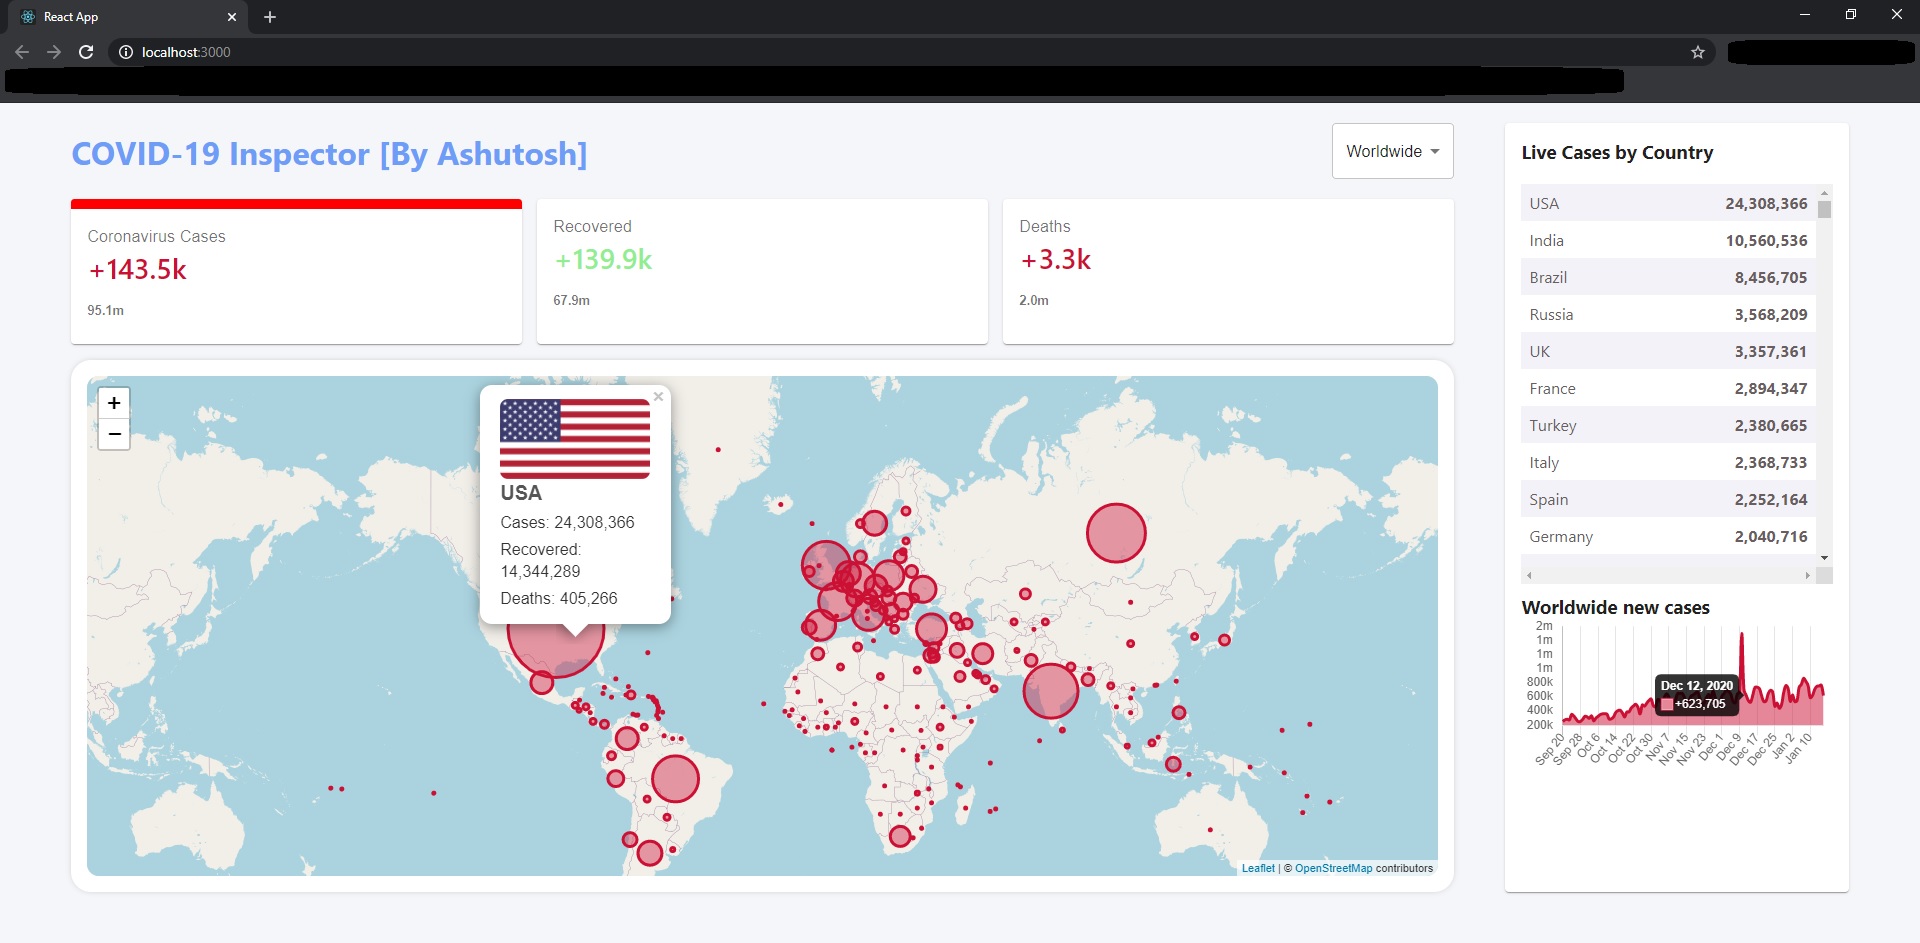 React App
localhost:3000
COVID-19 Inspector [By Ashutosh]
Worldwide
Coronavirus Cases
+143.5k
95.1m
Recovered
+139.9k
67.9m
Deaths
+3.3k
2.0m
+
−
USA
Cases: 24,308,366
Recovered:
14,344,289
Deaths: 405,266
Leaflet | © OpenStreetMap contributors
Live Cases by Country
USA 24,308,366
India 10,560,536
Brazil 8,456,705
Russia 3,568,209
UK 3,357,361
France 2,894,347
Turkey 2,380,665
Italy 2,368,733
Spain 2,252,164
Germany 2,040,716
Worldwide new cases
2m
1m
1m
1m
800k
600k
400k
200k
Dec 12, 2020
+623,705
Sep 20
Sep 28
Oct 6
Oct 14
Oct 22
Oct 30
Nov 7
Nov 15
Nov 23
Dec 1
Dec 9
Dec 17
Dec 25
Jan 2
Jan 10